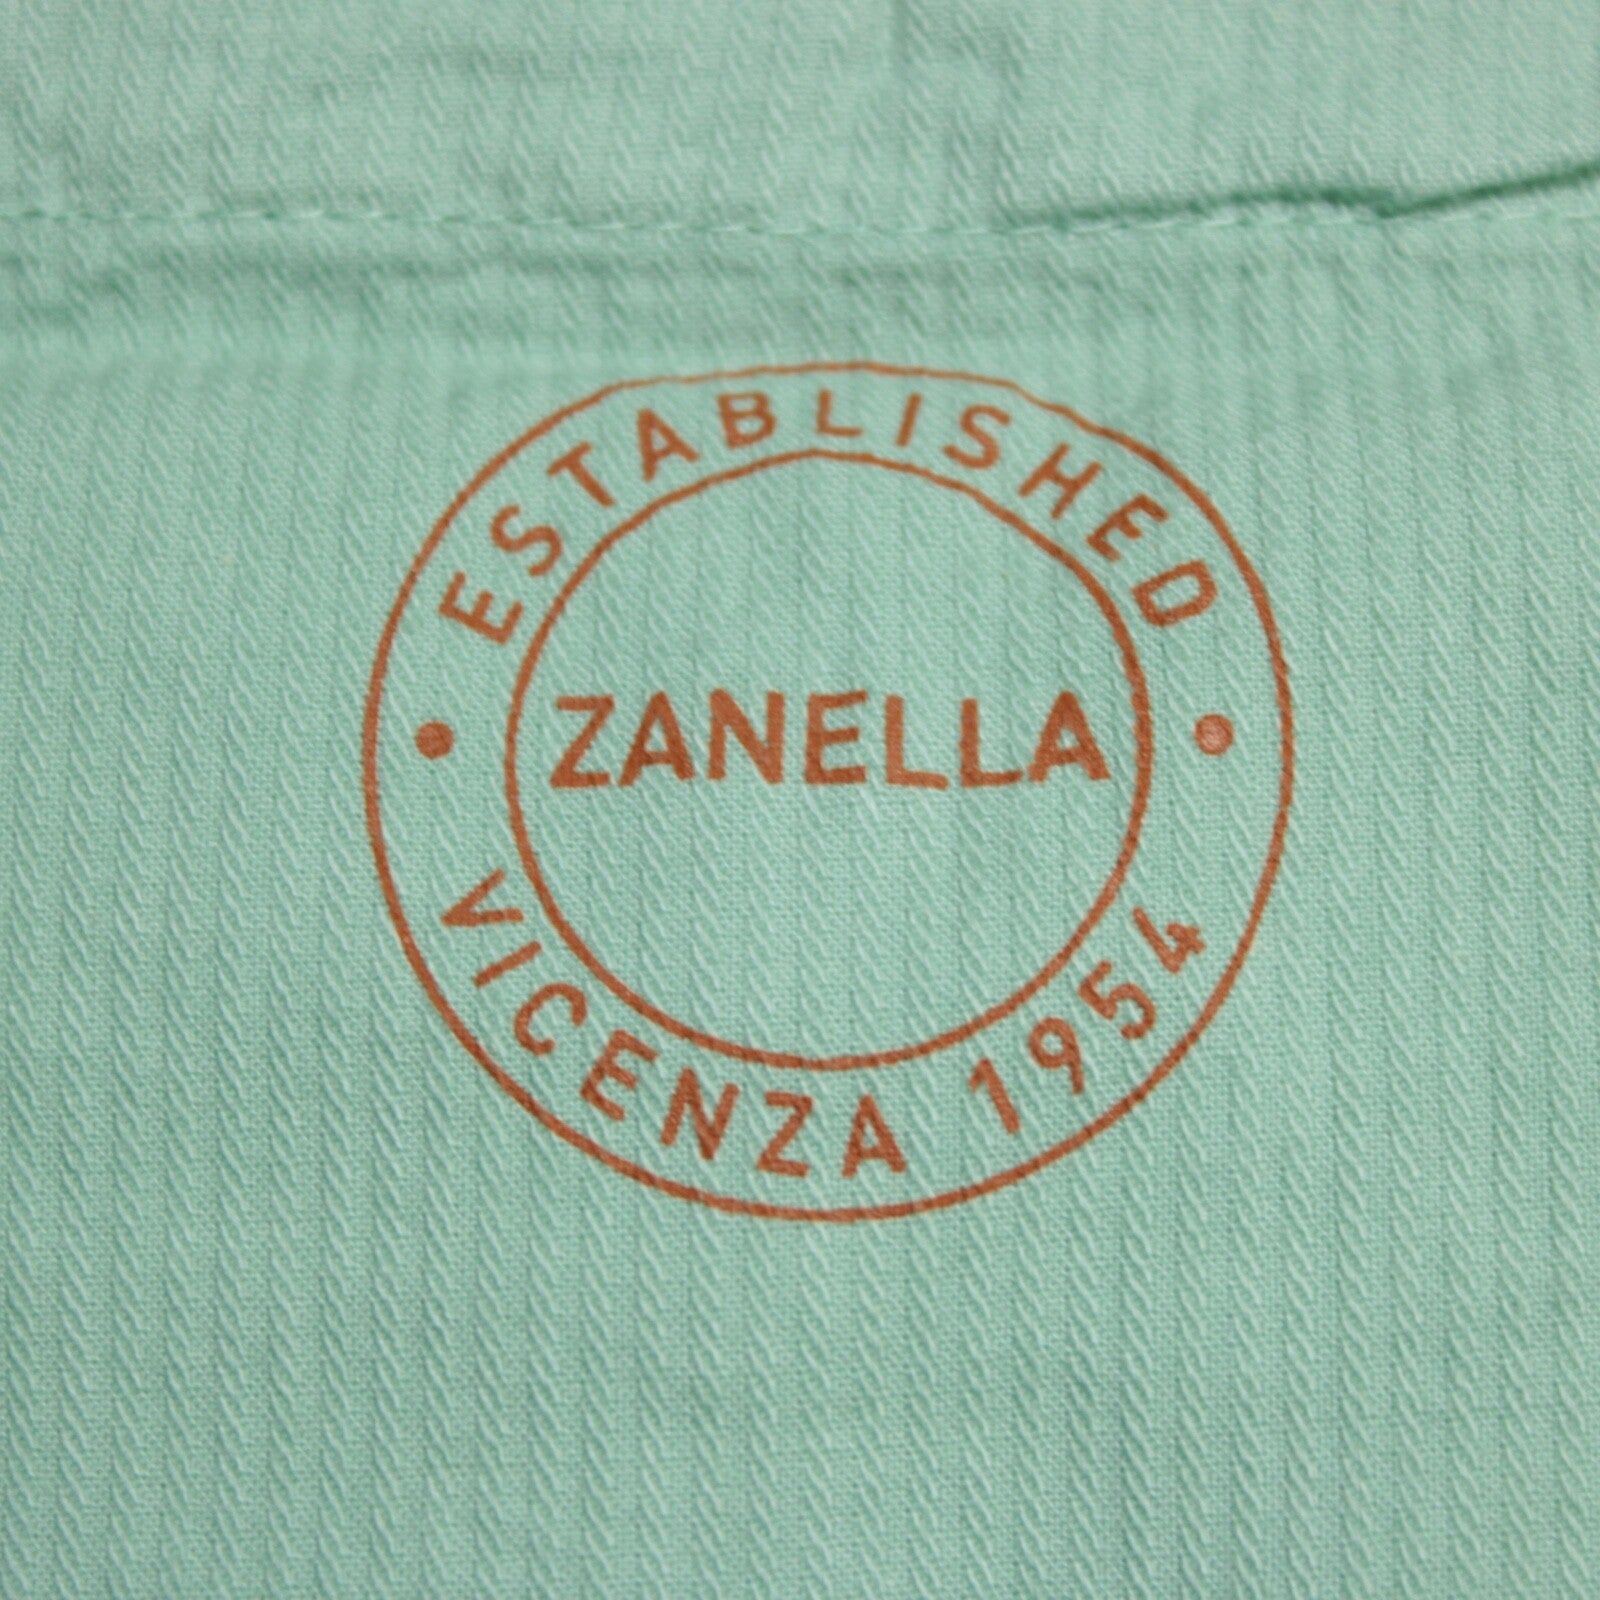 ESTABLISHED
ZANELLA
VICENZA 1954